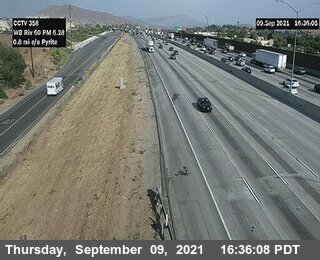 CCTV 358
WB Riv 60 PM 6.28
0.8 mi e/o Pyrite
09.Sep 2021 16:36:05
Thursday, September 09, 2021 16:36:08 PDT